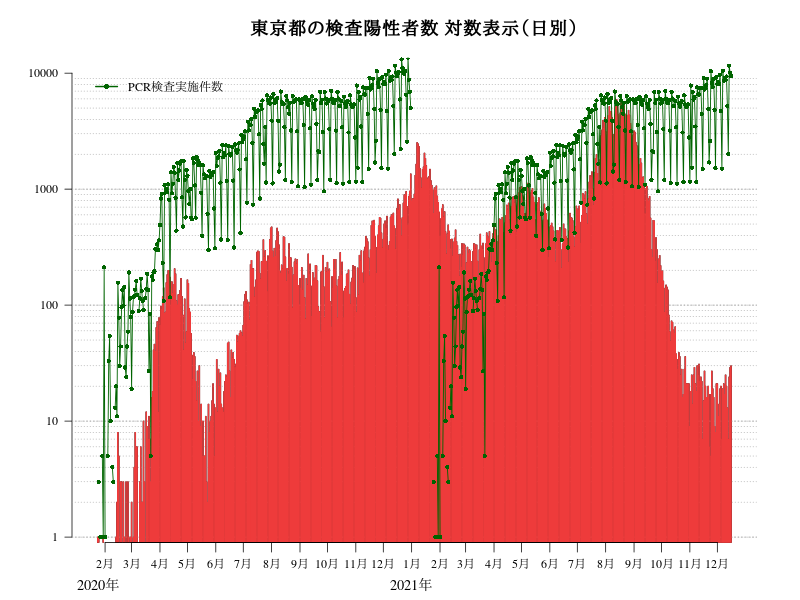 東京都の検査陽性者数 対数表示（日別）
10000
PCR検査実施件数
1000
100
10
1
2月 3月 4月 5月 6月 7月 8月 9月 10月 11月 12月 1月 2月 3月 4月 5月 6月 7月 8月 9月 10月 11月 12月
2020年 2021年